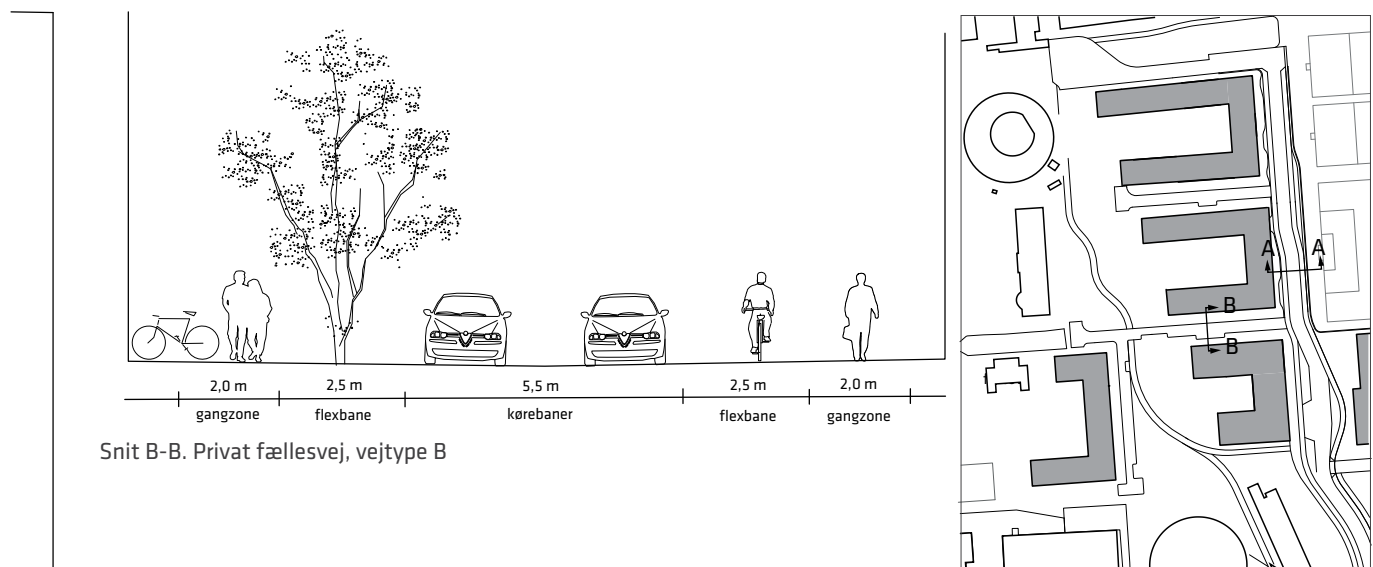 2,0 m 2,5 m 5,5 m 2,5 m 2,0 m
gangzone flexbane kørebaner flexbane gangzone
Snit B-B. Privat fællesvej, vejtype B
A A
B
B